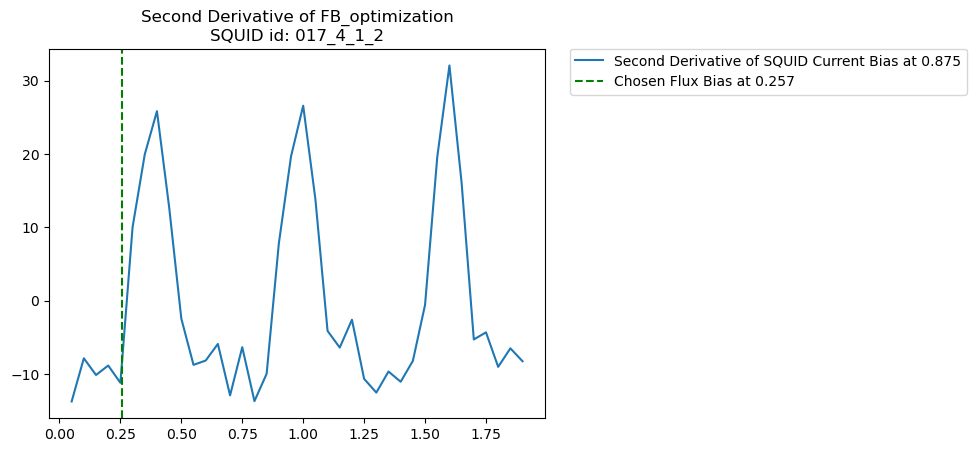 Second Derivative of FB_optimization
SQUID id: 017_4_1_2
Second Derivative of SQUID Current Bias at 0.875
Chosen Flux Bias at 0.257
30
20
10
0
−10
0.00 0.25 0.50 0.75 1.00 1.25 1.50 1.75